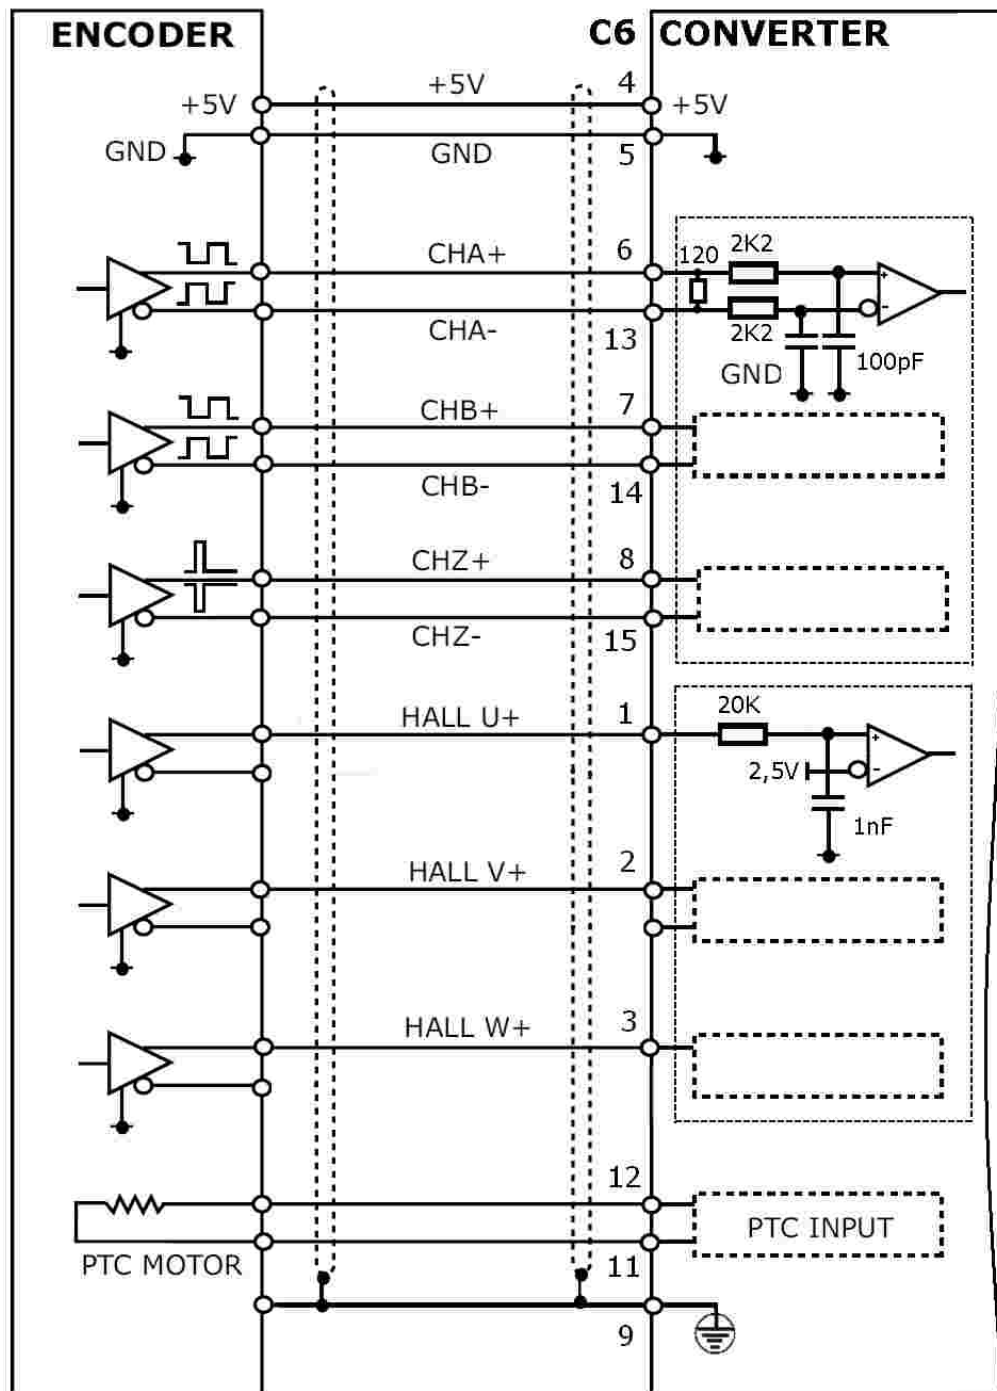 ENCODER
C6
CONVERTER
+5V
+5V
4
+5V
GND
GND
5
CHA+
6
120
2K2
+
-
CHA-
13
2K2
GND
100pF
CHB+
7
CHB-
14
CHZ+
8
CHZ-
15
HALL U+
1
20K
+
2,5V
-
1nF
HALL V+
2
HALL W+
3
12
PTC INPUT
PTC MOTOR
11
9